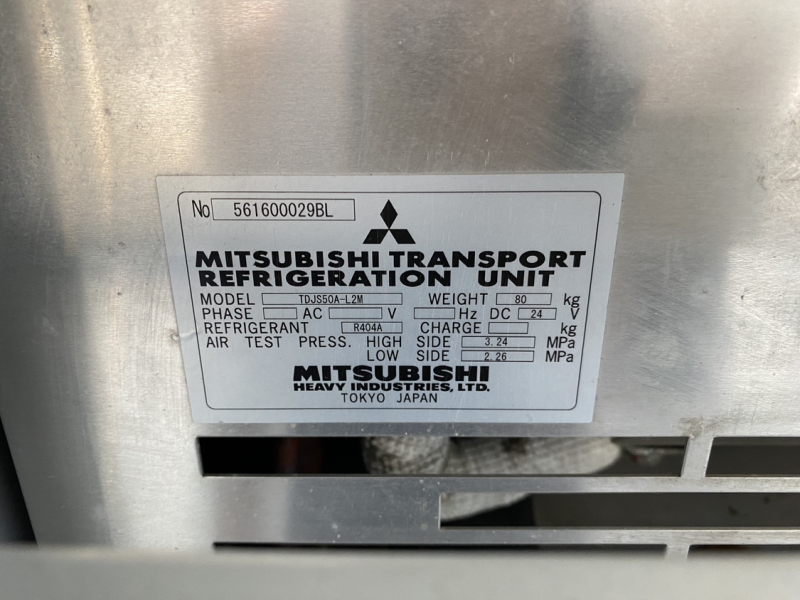 No 561600029BL
MITSUBISHI TRANSPORT
REFRIGERATION UNIT
MODEL TDJS50A-L2M WEIGHT 80 kg
PHASE AC V Hz DC 24 V
REFRIGERANT R404A CHARGE kg
AIR TEST PRESS. HIGH SIDE 3.24 MPa
LOW SIDE 2.26 MPa
MITSUBISHI
HEAVY INDUSTRIES, LTD.
TOKYO JAPAN